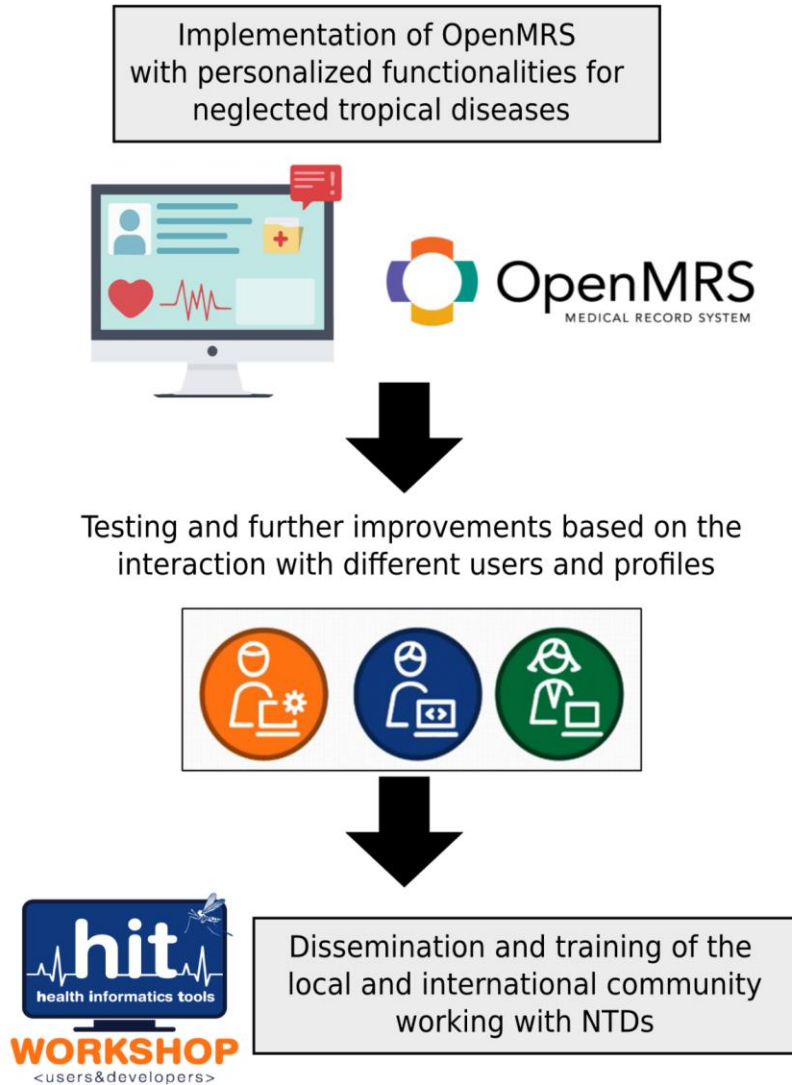 Implementation of OpenMRS
with personalized functionalities for
neglected tropical diseases
OpenMRS
MEDICAL RECORD SYSTEM
Testing and further improvements based on the
interaction with different users and profiles
hit
health informatics tools
WORKSHOP
<users&developers>
Dissemination and training of the
local and international community
working with NTDs